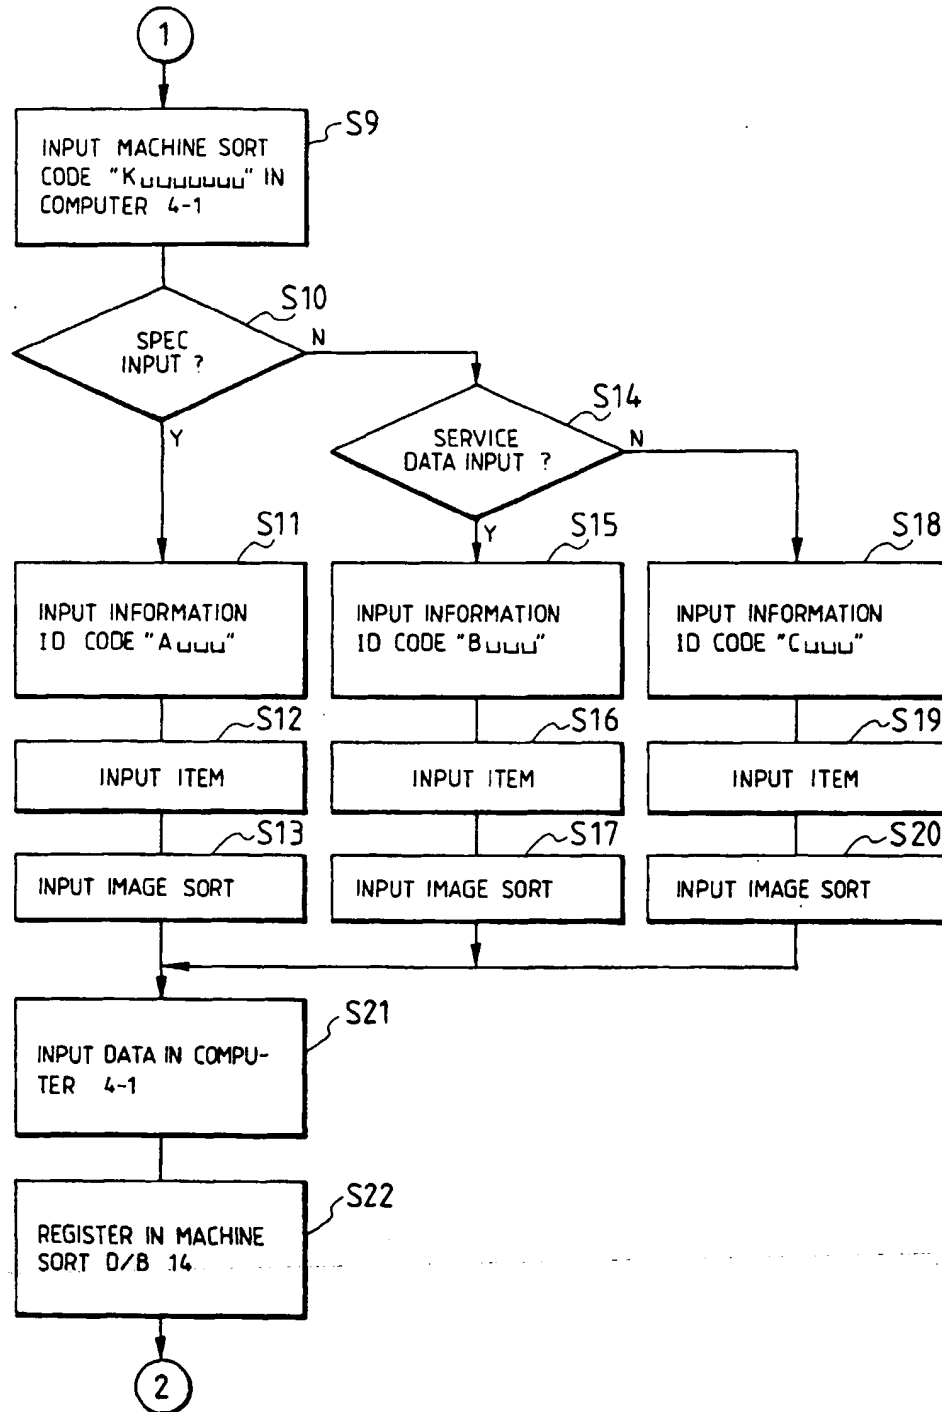 1
S9
INPUT MACHINE SORT
CODE "K␣␣␣␣␣␣␣" IN
COMPUTER 4-1
S10
SPEC
INPUT ?
N
Y
S14
SERVICE
DATA INPUT ?
N
Y
S11
INPUT INFORMATION
ID CODE "A␣␣␣"
S15
INPUT INFORMATION
ID CODE "B␣␣␣"
S18
INPUT INFORMATION
ID CODE "C␣␣␣"
S12
INPUT ITEM
S16
INPUT ITEM
S19
INPUT ITEM
S13
INPUT IMAGE SORT
S17
INPUT IMAGE SORT
S20
INPUT IMAGE SORT
S21
INPUT DATA IN COMPU-
TER 4-1
S22
REGISTER IN MACHINE
SORT D/B 14
2